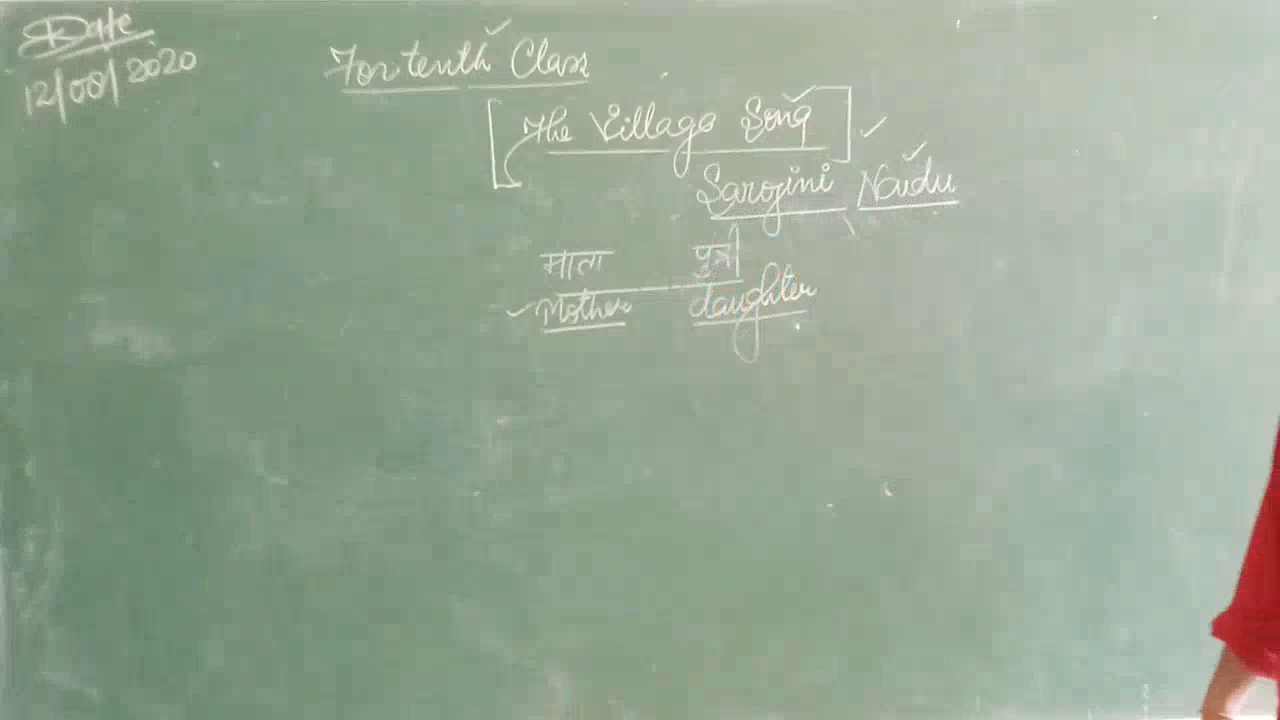 Date
12/08/2020
For tenth Class
[The Village Song]
Sarojini Naidu
माता पुत्री
Mother daughter